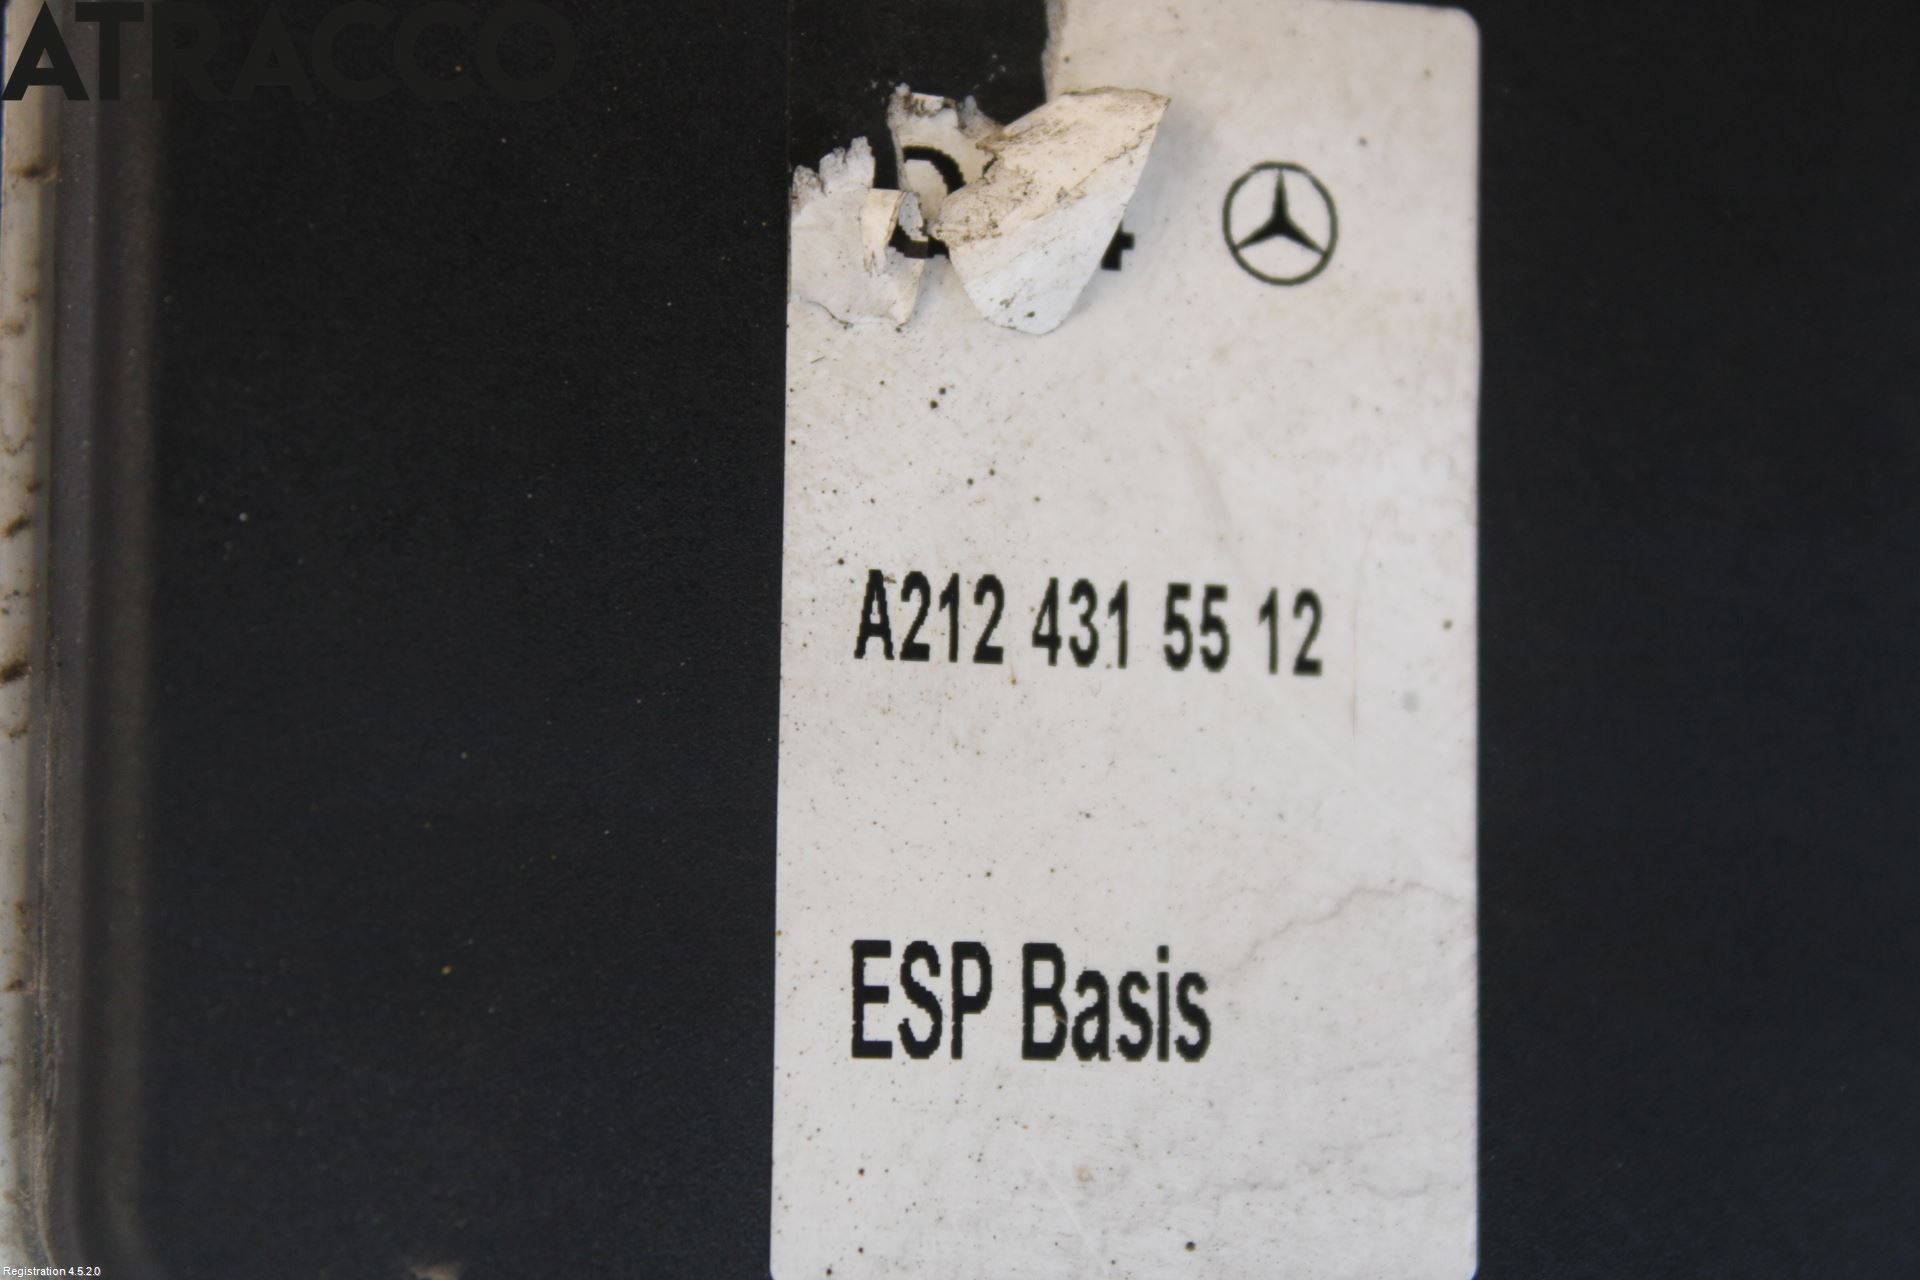 ATRACCO
A212 431 55 12
ESP Basis
Registration 4.5.2.0